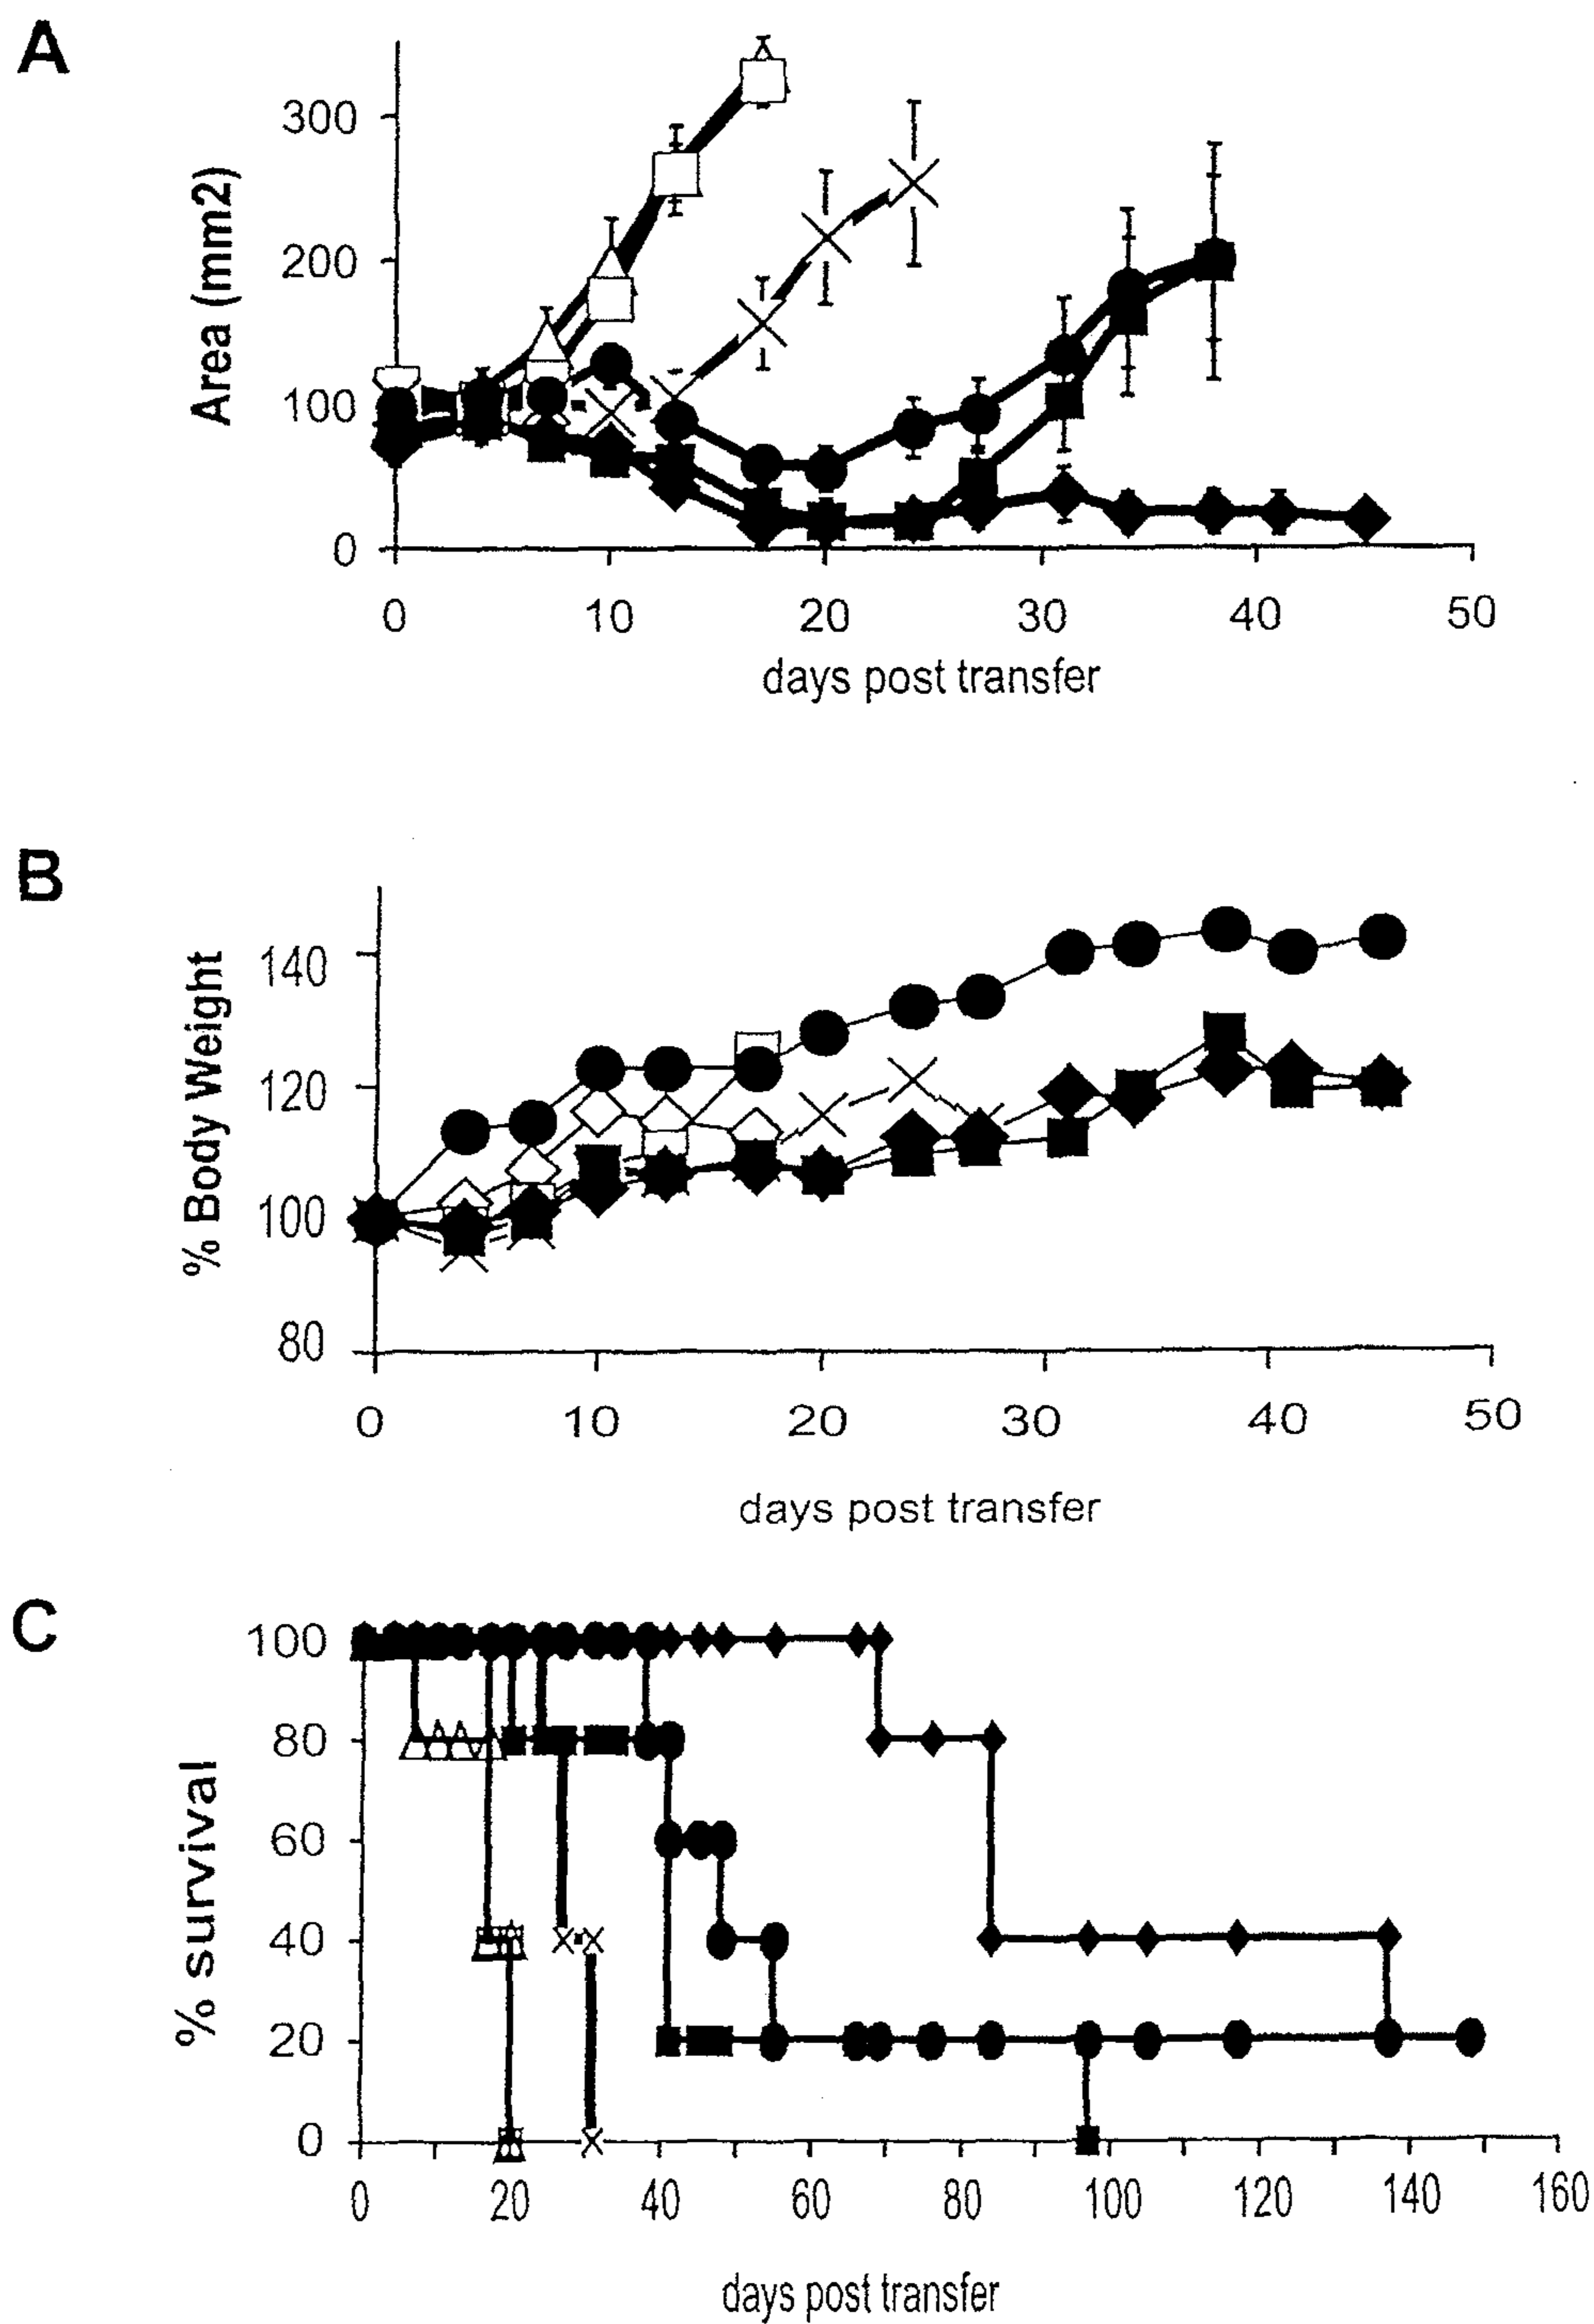 A
Area (mm2)
300
200
100
0
0 10 20 30 40 50
days post transfer
B
% Body Weight
140
120
100
80
0 10 20 30 40 50
days post transfer
C
% survival
100
80
60
40
20
0
0 20 40 60 80 100 120 140 160
days post transfer